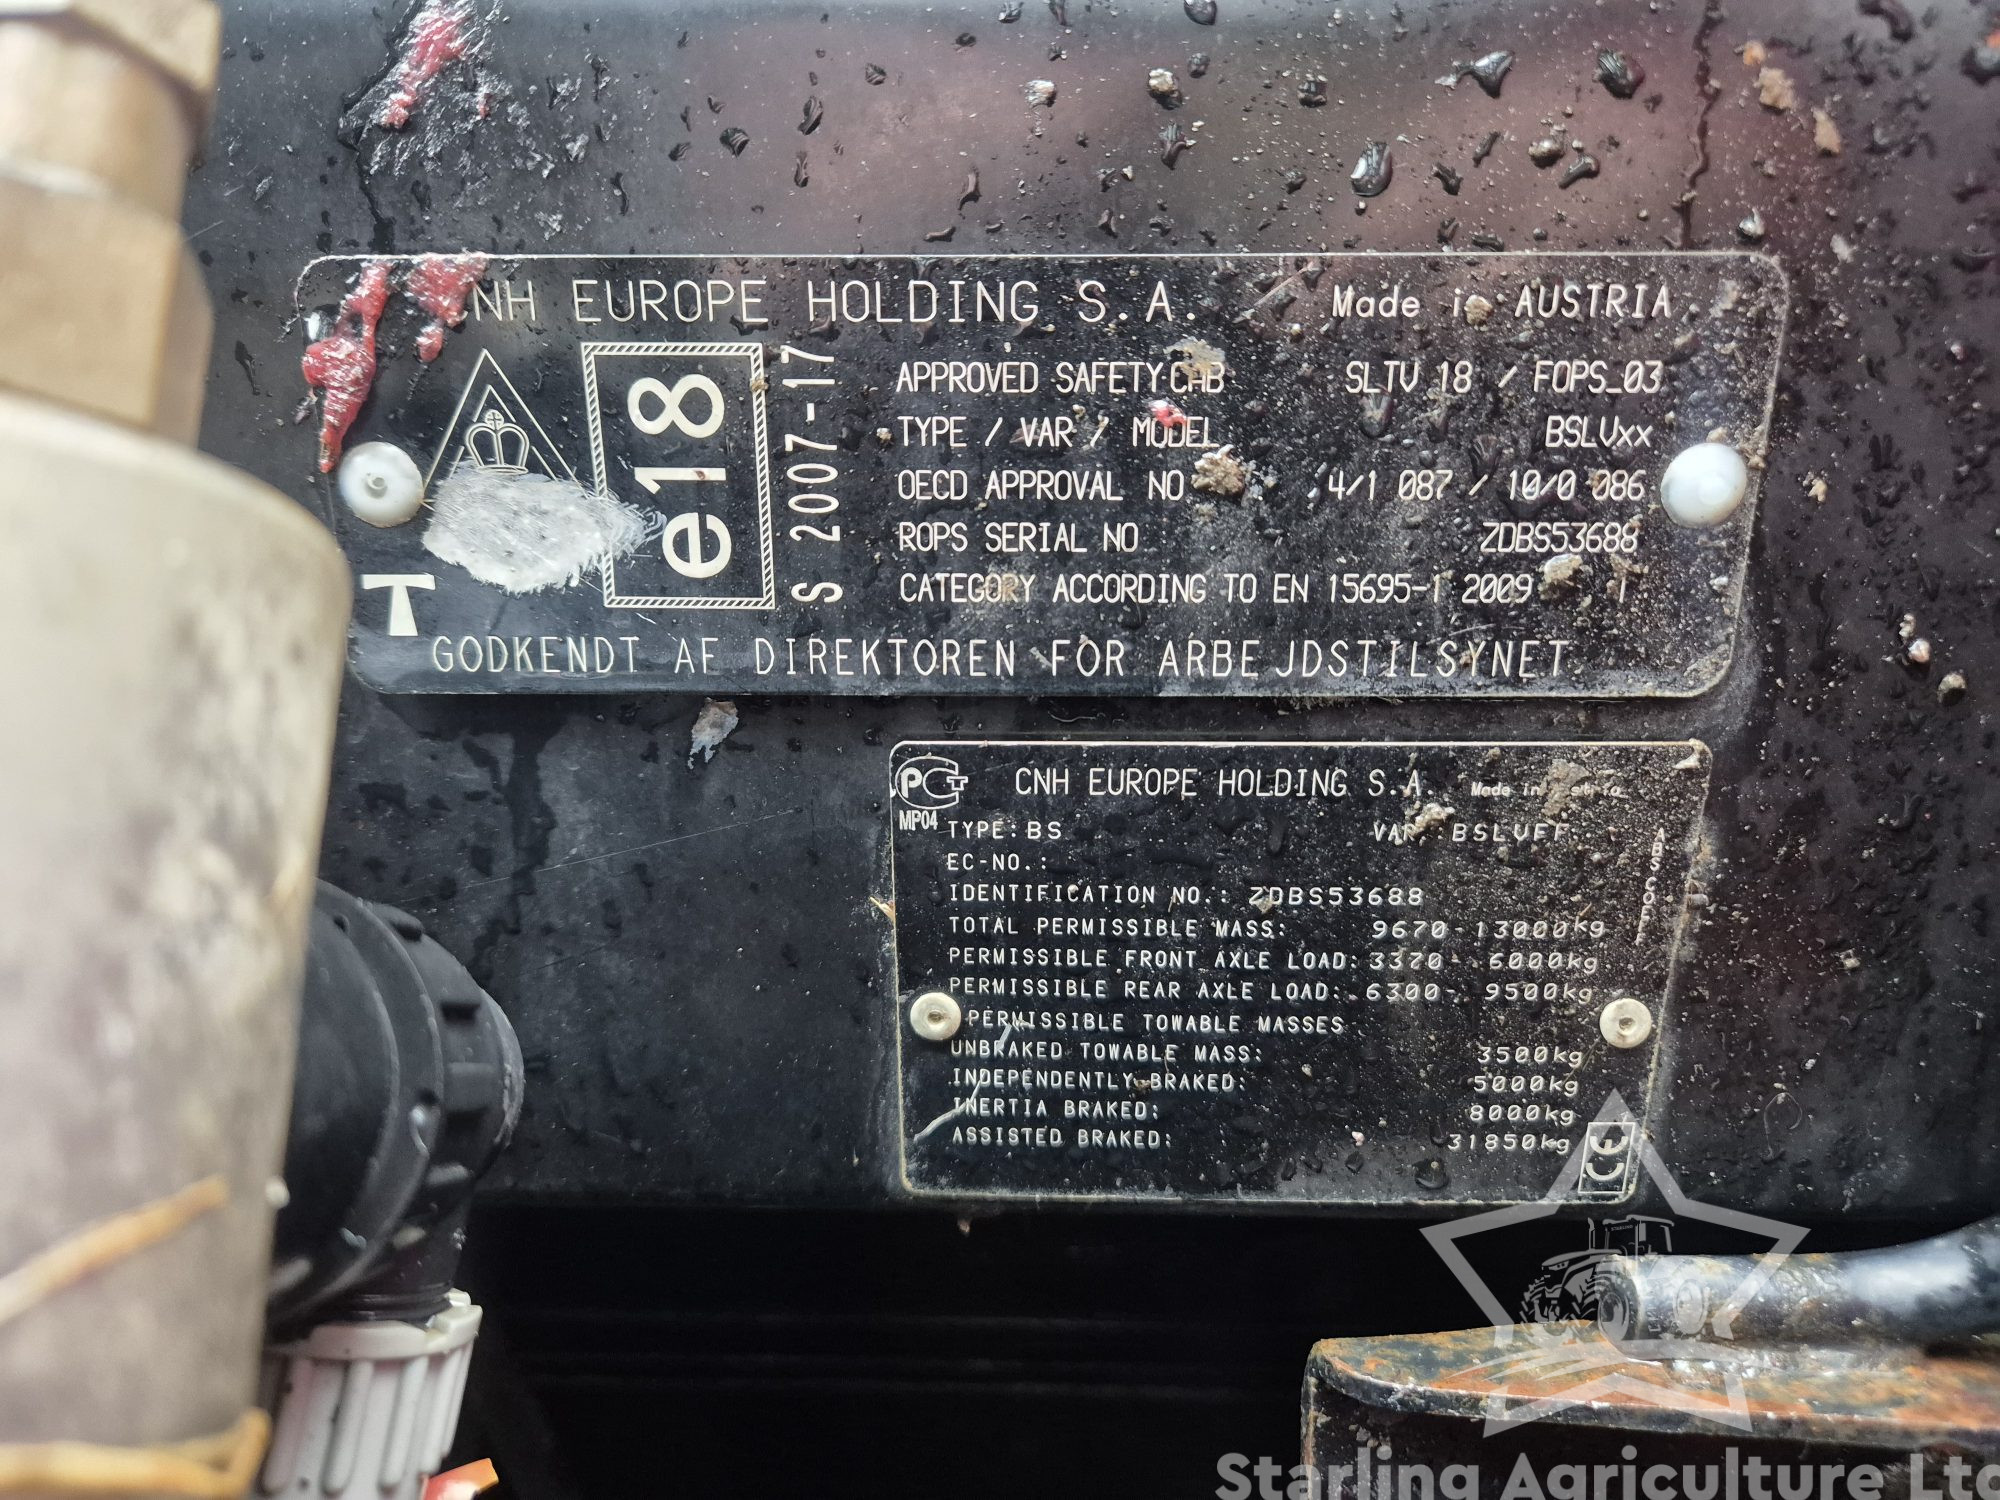 CNH EUROPE HOLDING S.A. Made in AUSTRIA
e18
S 2007-17
T
APPROVED SAFETY CAB SLTV 18 / FOPS_03
TYPE / VAR / MODEL BSLVxx
OECD APPROVAL NO 4/1 087 / 10/0 086
ROPS SERIAL NO ZDBS53688
CATEGORY ACCORDING TO EN 15695-1 2009 1
GODKENDT AF DIREKTOREN FOR ARBEJDSTILSYNET
PCT CNH EUROPE HOLDING S.A. Made in
MP04 TYPE: BS VAR. BSLVFF
EC-NO.:
IDENTIFICATION NO.: ZDBS53688
TOTAL PERMISSIBLE MASS: 9670-13000kg
PERMISSIBLE FRONT AXLE LOAD: 3370- 6000kg
PERMISSIBLE REAR AXLE LOAD: 6300- 9500kg
PERMISSIBLE TOWABLE MASSES
UNBRAKED TOWABLE MASS: 3500kg
INDEPENDENTLY BRAKED: 5000kg
INERTIA BRAKED: 8000kg
ASSISTED BRAKED: 31850kg
Starling Agriculture Ltd